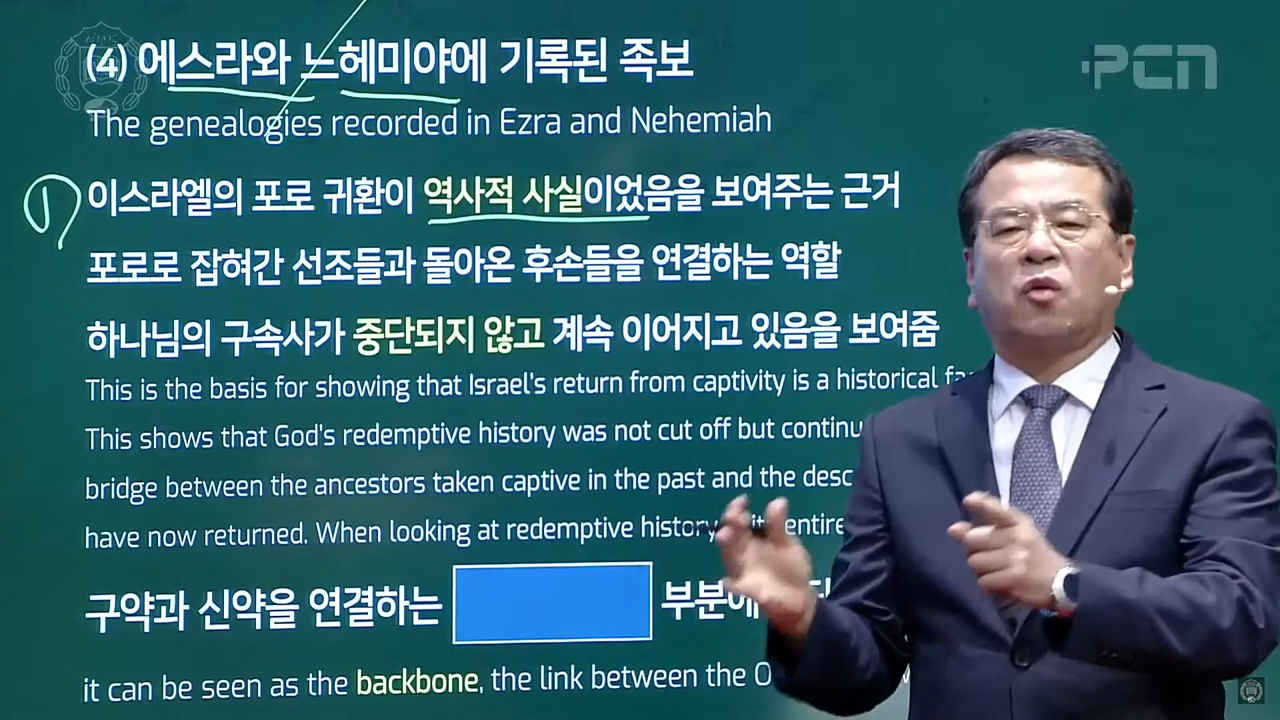 (4) 에스라와 느헤미야에 기록된 족보
PCN
The genealogies recorded in Ezra and Nehemiah
① 이스라엘의 포로 귀환이 역사적 사실이었음을 보여주는 근거
포로로 잡혀간 선조들과 돌아온 후손들을 연결하는 역할
하나님의 구속사가 중단되지 않고 계속 이어지고 있음을 보여줌
This is the basis for showing that Israel's return from captivity is a historical
This shows that God's redemptive history was not cut off but
bridge between the ancestors taken captive in the past and the
have now returned. When looking at redemptive history
구약과 신약을 연결하는 부분에
it can be seen as the backbone, the link between the